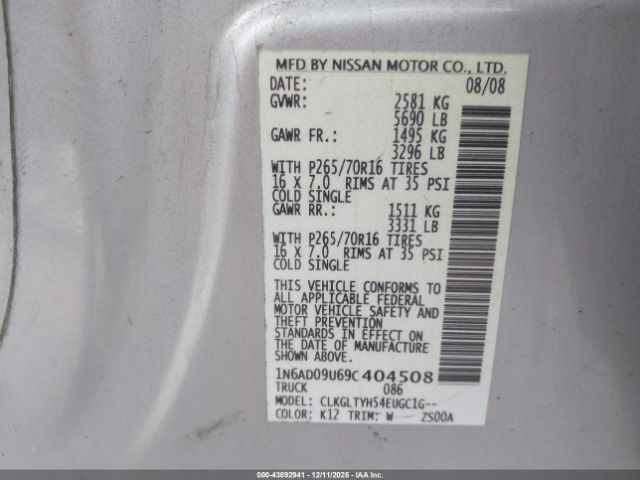 MFD BY NISSAN MOTOR CO., LTD.
DATE: 08/08
GVWR: 2581 KG
5690 LB
GAWR FR.: 1495 KG
3296 LB
WITH P265/70R16 TIRES
16 X 7.0 RIMS AT 35 PSI
COLD SINGLE
GAWR RR.: 1511 KG
3331 LB
WITH P265/70R16 TIRES
16 X 7.0 RIMS AT 35 PSI
COLD SINGLE
THIS VEHICLE CONFORMS TO
ALL APPLICABLE FEDERAL
MOTOR VEHICLE SAFETY AND
THEFT PREVENTION
STANDARDS IN EFFECT ON
THE DATE OF MANUFACTURE
SHOWN ABOVE.
1N6AD09U69C404508
TRUCK 086
MODEL: CLKGLTYH54EUGC1G--
COLOR: K12 TRIM: W ZS00A
000-43892941 - 12/11/2025 - IAAI.com